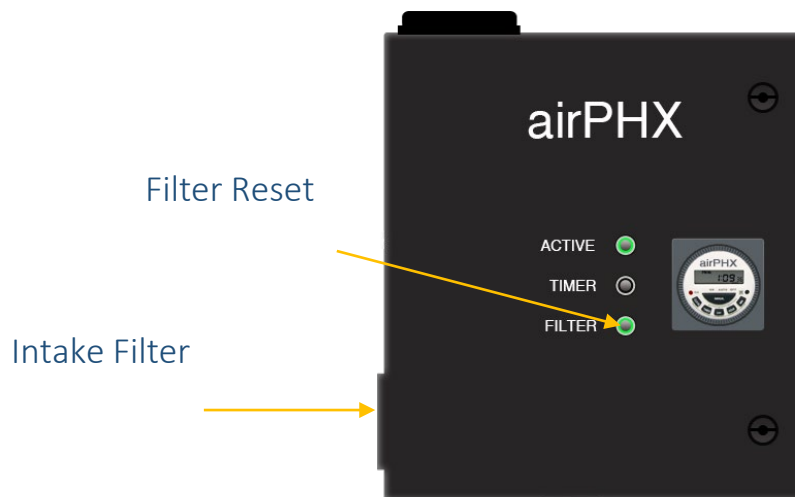 airPHX
Filter Reset
ACTIVE
airPHX
1:09
TIMER
FILTER
Intake Filter